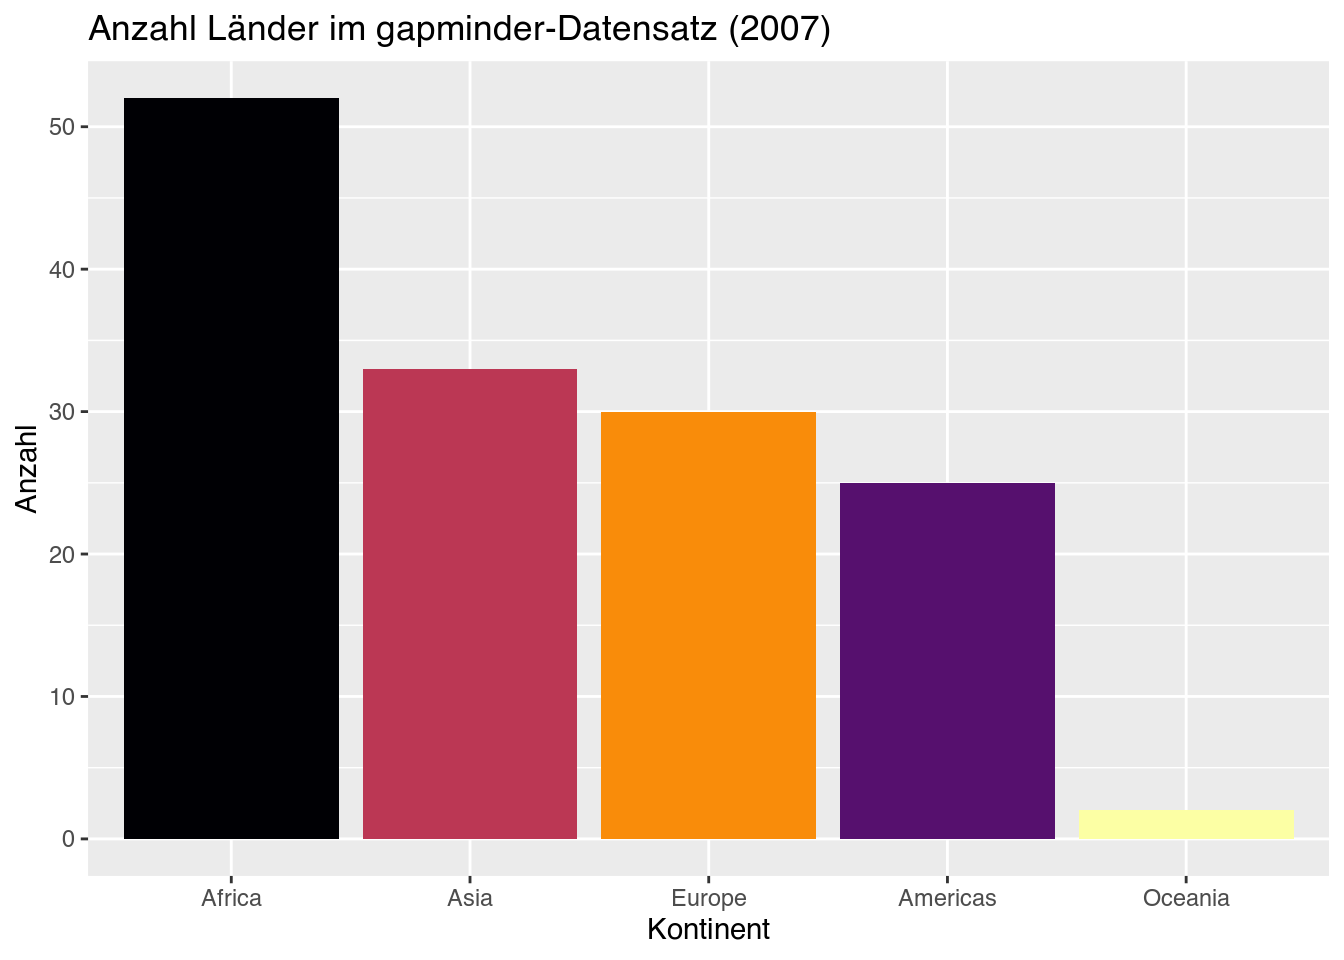 Anzahl Länder im gapminder-Datensatz (2007)
50
40
30
20
10
0
Anzahl
Africa Asia Europe Americas Oceania
Kontinent